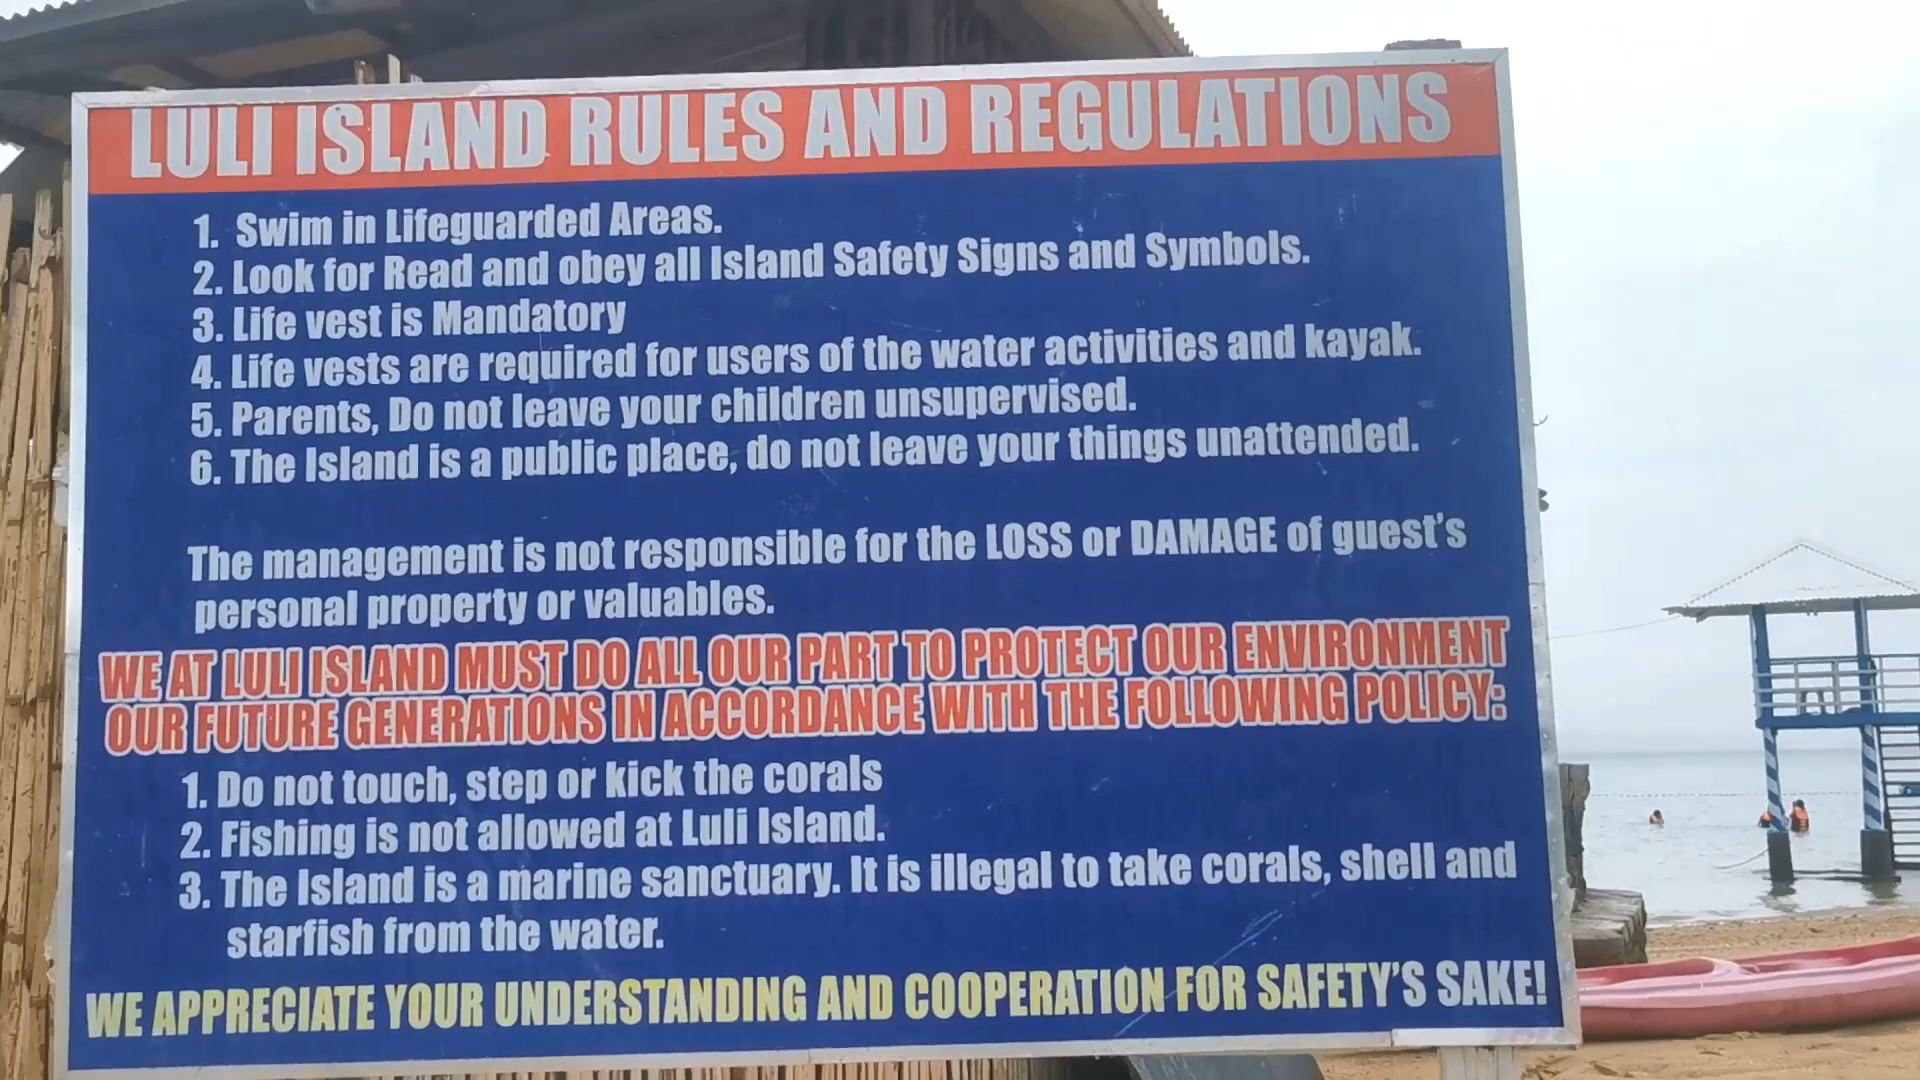 LULI ISLAND RULES AND REGULATIONS
1. Swim in Lifeguarded Areas.
2. Look for Read and obey all Island Safety Signs and Symbols.
3. Life vest is Mandatory
4. Life vests are required for users of the water activities and kayak.
5. Parents, Do not leave your children unsupervised.
6. The Island is a public place, do not leave your things unattended.
The management is not responsible for the LOSS or DAMAGE of guest's
personal property or valuables.
WE AT LULI ISLAND MUST DO ALL OUR PART TO PROTECT OUR ENVIRONMENT
OUR FUTURE GENERATIONS IN ACCORDANCE WITH THE FOLLOWING POLICY:
1. Do not touch, step or kick the corals
2. Fishing is not allowed at Luli Island.
3. The Island is a marine sanctuary. It is illegal to take corals, shell and
starfish from the water.
WE APPRECIATE YOUR UNDERSTANDING AND COOPERATION FOR SAFETY'S SAKE!